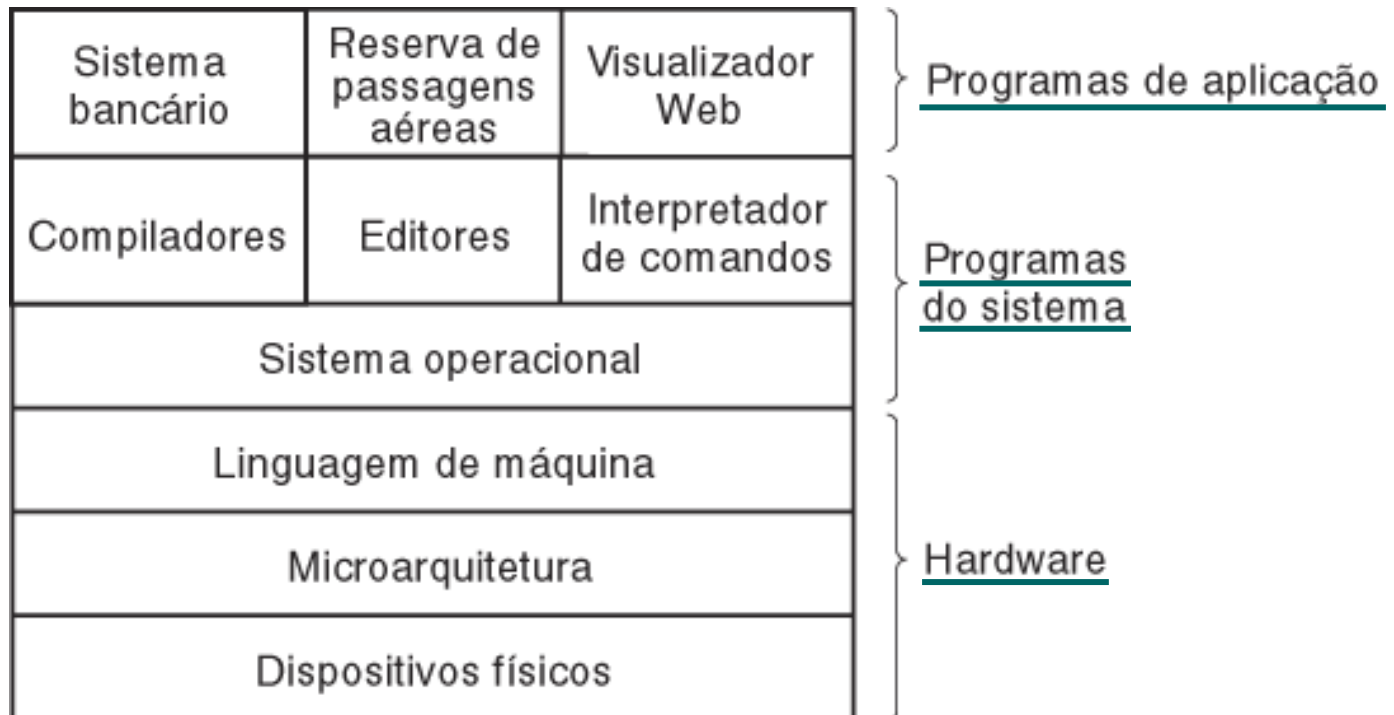 Sistema
bancário
Reserva de
passagens
aéreas
Visualizador
Web
Programas de aplicação
Compiladores
Editores
Interpretador
de comandos
Programas
do sistema
Sistema operacional
Linguagem de máquina
Microarquitetura
Hardware
Dispositivos físicos